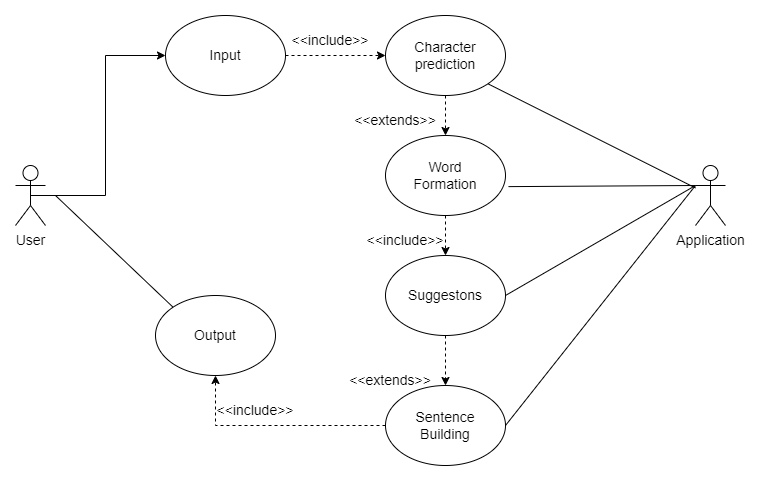 Input
<<include>>
Character
prediction
<<extends>>
Word
Formation
User
<<include>>
Application
Suggestons
Output
<<extends>>
<<include>>
Sentence
Building